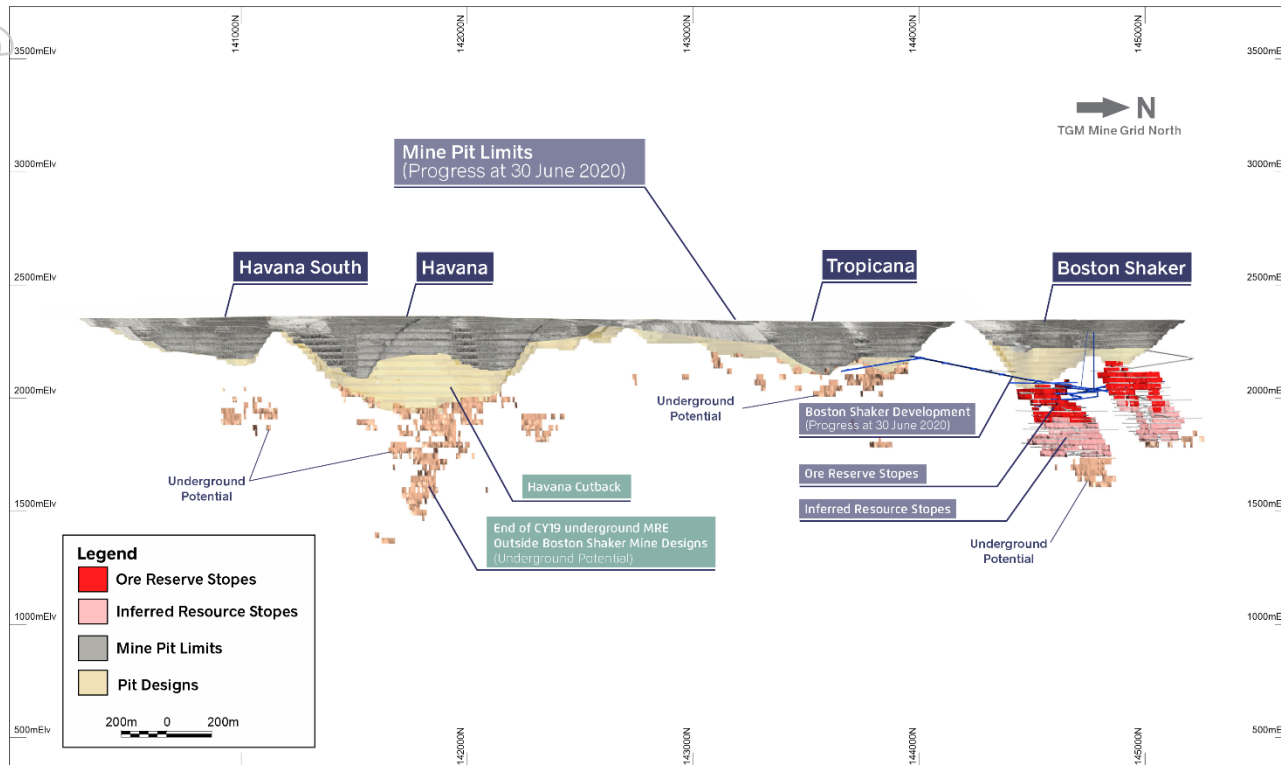 141000N
142000N
143000N
144000N
145000N
3500mElv
3500mElv
N
TGM Mine Grid North
Mine Pit Limits
(Progress at 30 June 2020)
3000mElv
3000mElv
Havana South
Havana
Tropicana
Boston Shaker
2500mElv
2500mElv
2000mElv
2000mElv
Underground
Potential
Boston Shaker Development
(Progress at 30 June 2020)
Underground
Potential
Havana Cutback
Ore Reserve Stopes
Inferred Resource Stopes
1500mElv
1500mElv
End of CY19 underground MRE
Outside Boston Shaker Mine Designs
(Underground Potential)
Underground
Potential
Legend
Ore Reserve Stopes
Inferred Resource Stopes
Mine Pit Limits
Pit Designs
200m 0 200m
1000mElv
1000mElv
500mElv
500mElv
141000N
142000N
143000N
144000N
145000N